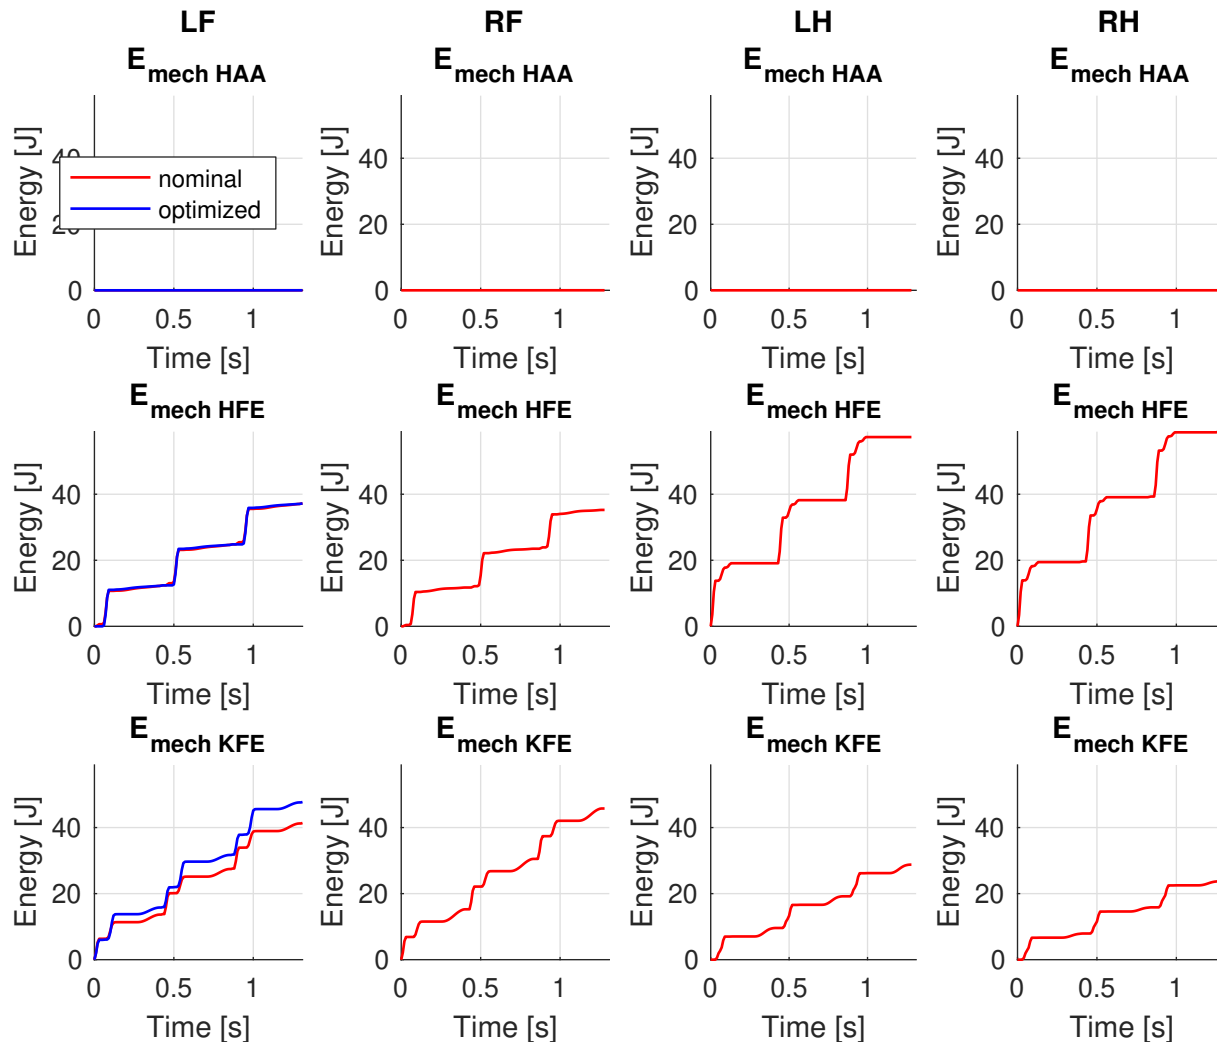 LF RF LH RH
E mech HAA E mech HAA E mech HAA E mech HAA
Energy [J] Energy [J] Energy [J] Energy [J]
40 40 40 40
nominal
optimized
20 20 20 20
0 0 0 0
0 0.5 1 0 0.5 1 0 0.5 1 0 0.5 1
Time [s] Time [s] Time [s] Time [s]
E mech HFE E mech HFE E mech HFE E mech HFE
Energy [J] Energy [J] Energy [J] Energy [J]
40 40 40 40
20 20 20 20
0 0 0 0
0 0.5 1 0 0.5 1 0 0.5 1 0 0.5 1
Time [s] Time [s] Time [s] Time [s]
E mech KFE E mech KFE E mech KFE E mech KFE
Energy [J] Energy [J] Energy [J] Energy [J]
40 40 40 40
20 20 20 20
0 0 0 0
0 0.5 1 0 0.5 1 0 0.5 1 0 0.5 1
Time [s] Time [s] Time [s] Time [s]